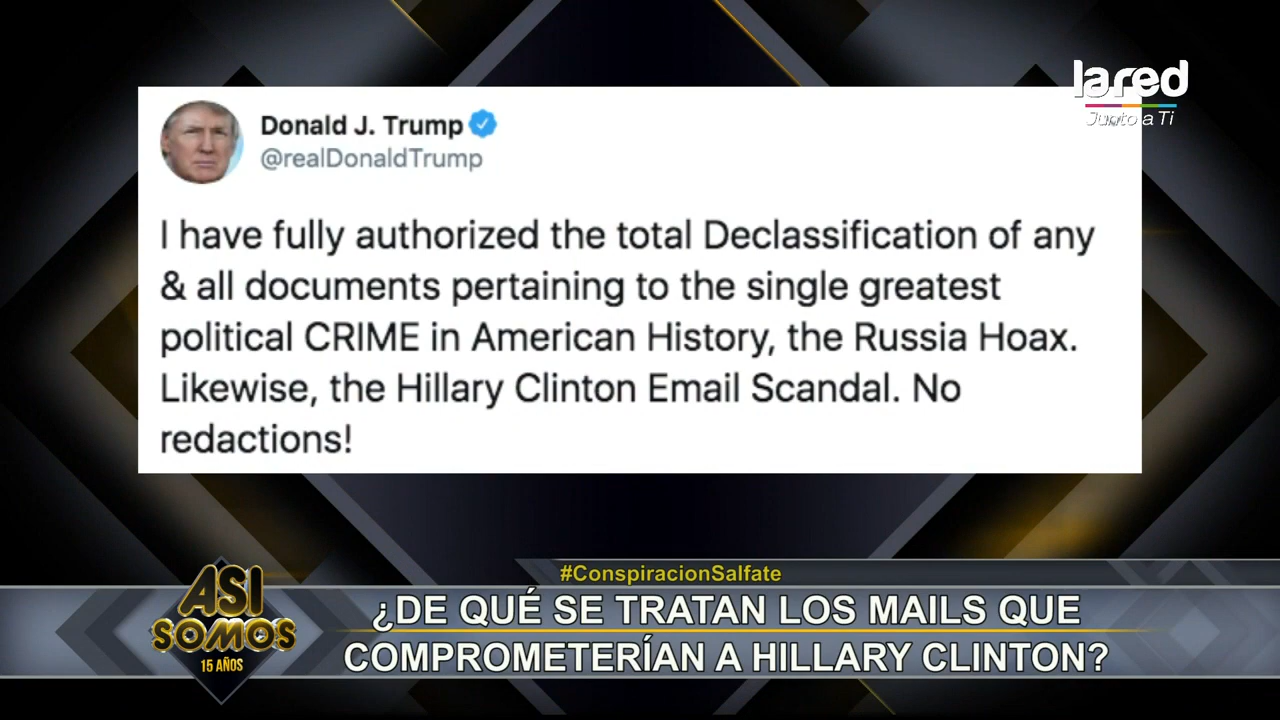 lared
Junto a Ti
Donald J. Trump
@realDonaldTrump
I have fully authorized the total Declassification of any
& all documents pertaining to the single greatest
political CRIME in American History, the Russia Hoax.
Likewise, the Hillary Clinton Email Scandal. No
redactions!
#ConspiracionSalfate
¿DE QUÉ SE TRATAN LOS MAILS QUE
COMPROMETERÍAN A HILLARY CLINTON?
ASI
SOMOS
15 AÑOS